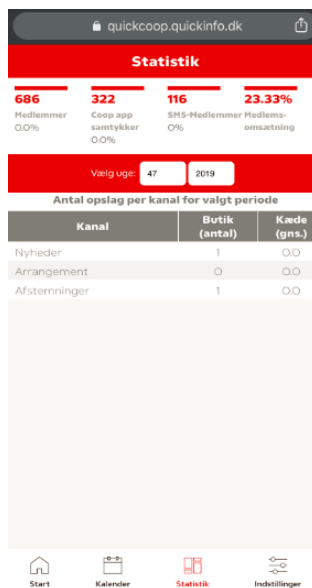 quickcoop.quickinfo.dk
Statistik
686
Medlemmer
0.0%
322
Coop app
samtykker
0.0%
116
SMS-Medlemmer
0%
23.33%
Medlems-
omsætning
Vælg uge: 47 2019
Antal opslag per kanal for valgt periode
Kanal Butik (antal) Kæde (gns.)
Nyheder 1 0.0
Arrangement 0 0.0
Afstemninger 1 0.0
Start Kalender Statistik Indstillinger